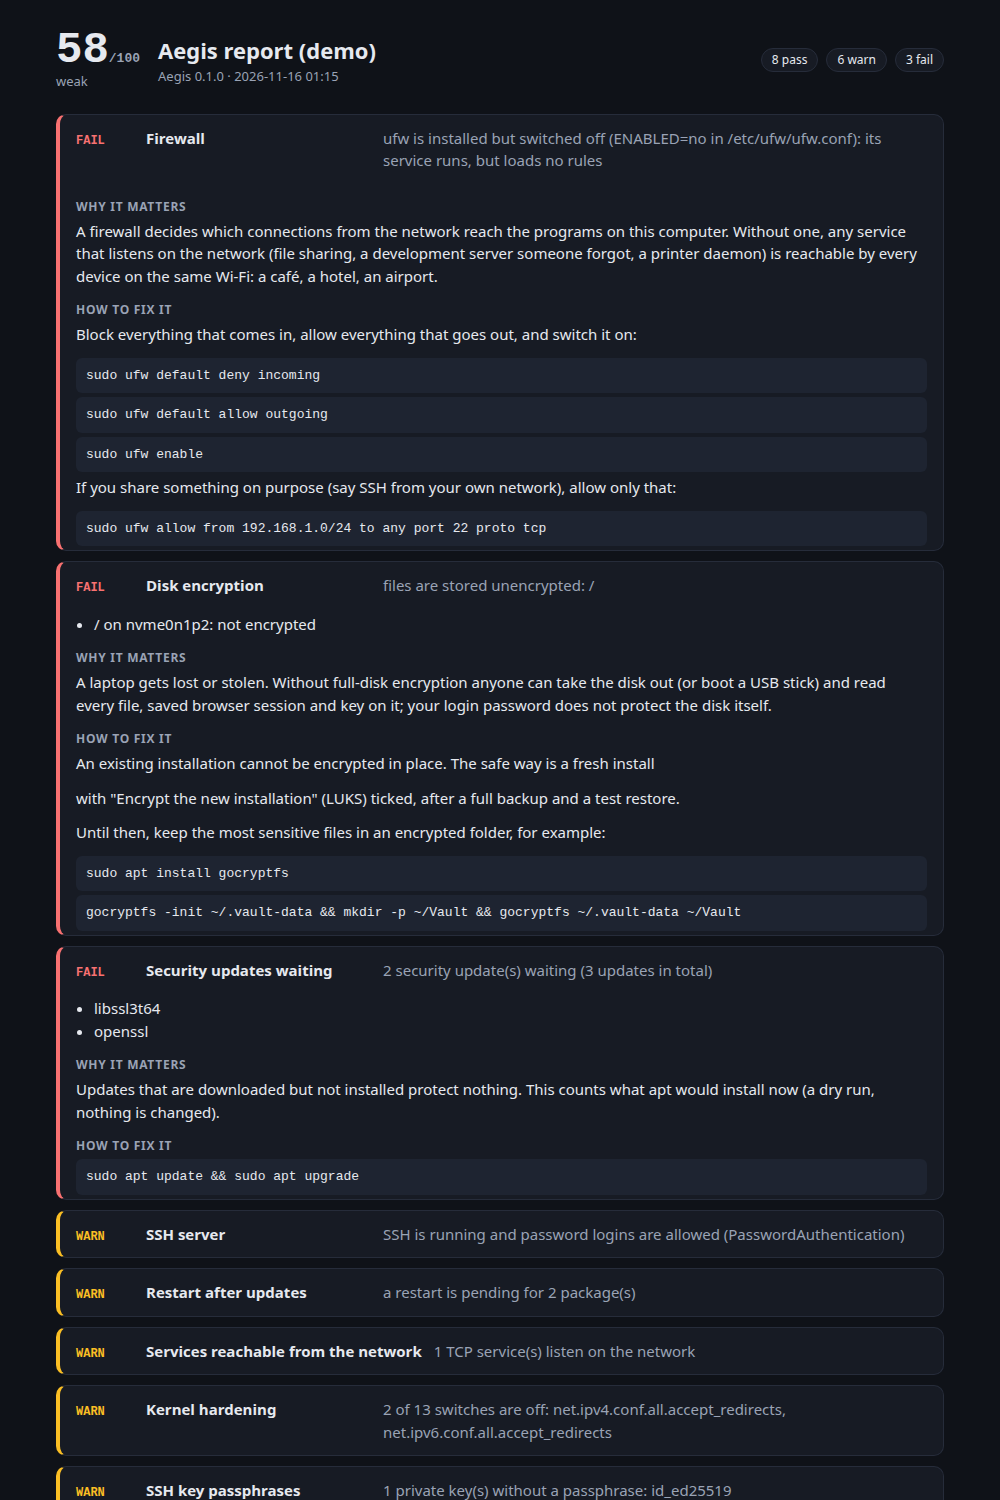 58/100
weak
Aegis report (demo)
Aegis 0.1.0 · 2026-11-16 01:15
8 pass
6 warn
3 fail
FAIL Firewall ufw is installed but switched off (ENABLED=no in /etc/ufw/ufw.conf): its
service runs, but loads no rules
WHY IT MATTERS
A firewall decides which connections from the network reach the programs on this computer. Without one, any service
that listens on the network (file sharing, a development server someone forgot, a printer daemon) is reachable by every
device on the same Wi-Fi: a café, a hotel, an airport.
HOW TO FIX IT
Block everything that comes in, allow everything that goes out, and switch it on:
sudo ufw default deny incoming
sudo ufw default allow outgoing
sudo ufw enable
If you share something on purpose (say SSH from your own network), allow only that:
sudo ufw allow from 192.168.1.0/24 to any port 22 proto tcp
FAIL Disk encryption files are stored unencrypted: /
• / on nvme0n1p2: not encrypted
WHY IT MATTERS
A laptop gets lost or stolen. Without full-disk encryption anyone can take the disk out (or boot a USB stick) and read
every file, saved browser session and key on it; your login password does not protect the disk itself.
HOW TO FIX IT
An existing installation cannot be encrypted in place. The safe way is a fresh install
with "Encrypt the new installation" (LUKS) ticked, after a full backup and a test restore.
Until then, keep the most sensitive files in an encrypted folder, for example:
sudo apt install gocryptfs
gocryptfs -init ~/.vault-data && mkdir -p ~/Vault && gocryptfs ~/.vault-data ~/Vault
FAIL Security updates waiting 2 security update(s) waiting (3 updates in total)
• libssl3t64
• openssl
WHY IT MATTERS
Updates that are downloaded but not installed protect nothing. This counts what apt would install now (a dry run,
nothing is changed).
HOW TO FIX IT
sudo apt update && sudo apt upgrade
WARN SSH server SSH is running and password logins are allowed (PasswordAuthentication)
WARN Restart after updates a restart is pending for 2 package(s)
WARN Services reachable from the network 1 TCP service(s) listen on the network
WARN Kernel hardening 2 of 13 switches are off: net.ipv4.conf.all.accept_redirects,
net.ipv6.conf.all.accept_redirects
WARN SSH key passphrases 1 private key(s) without a passphrase: id_ed25519